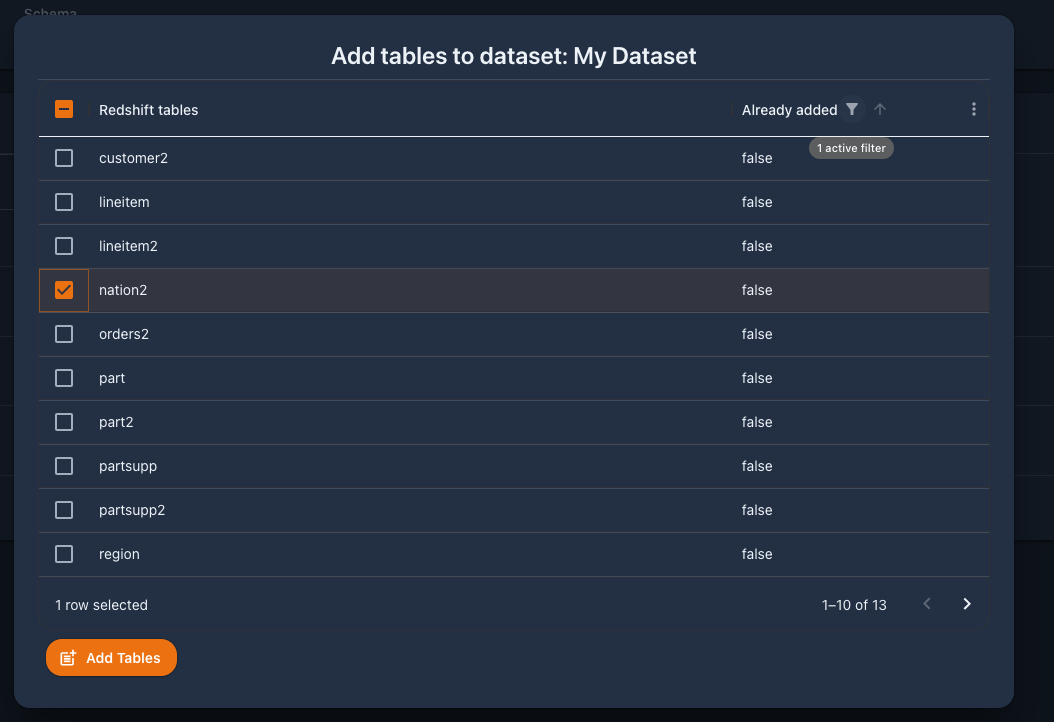 Schema
Add tables to dataset: My Dataset
Redshift tables Already added
1 active filter
customer2 false
lineitem false
lineitem2 false
nation2 false
orders2 false
part false
part2 false
partsupp false
partsupp2 false
region false
1 row selected 1–10 of 13
Add Tables